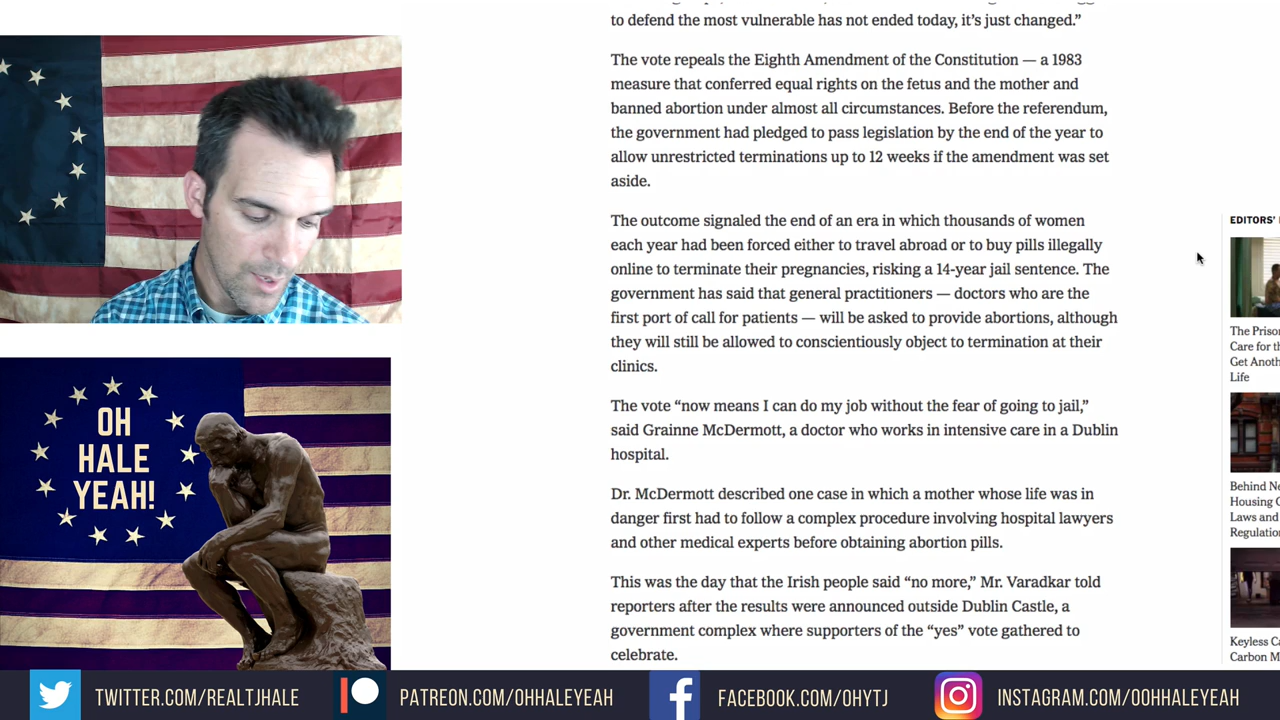 to defend the most vulnerable has not ended today, it’s just changed.”
The vote repeals the Eighth Amendment of the Constitution — a 1983
measure that conferred equal rights on the fetus and the mother and
banned abortion under almost all circumstances. Before the referendum,
the government had pledged to pass legislation by the end of the year to
allow unrestricted terminations up to 12 weeks if the amendment was set
aside.
The outcome signaled the end of an era in which thousands of women
each year had been forced either to travel abroad or to buy pills illegally
online to terminate their pregnancies, risking a 14-year jail sentence. The
government has said that general practitioners — doctors who are the
first port of call for patients — will be asked to provide abortions, although
they will still be allowed to conscientiously object to termination at their
clinics.
The vote “now means I can do my job without the fear of going to jail,”
said Grainne McDermott, a doctor who works in intensive care in a Dublin
hospital.
Dr. McDermott described one case in which a mother whose life was in
danger first had to follow a complex procedure involving hospital lawyers
and other medical experts before obtaining abortion pills.
This was the day that the Irish people said “no more,” Mr. Varadkar told
reporters after the results were announced outside Dublin Castle, a
government complex where supporters of the “yes” vote gathered to
celebrate.
EDITORS’
The
Care for
Get
Life
Behind
Housing
Laws and
Keyless
Carbon
OH
HALE
YEAH!
TWITTER.COM/REALTJHALE
PATREON.COM/OHHALEYEAH
FACEBOOK.COM/OHYTJ
INSTAGRAM.COM/OOHHALEYEAH